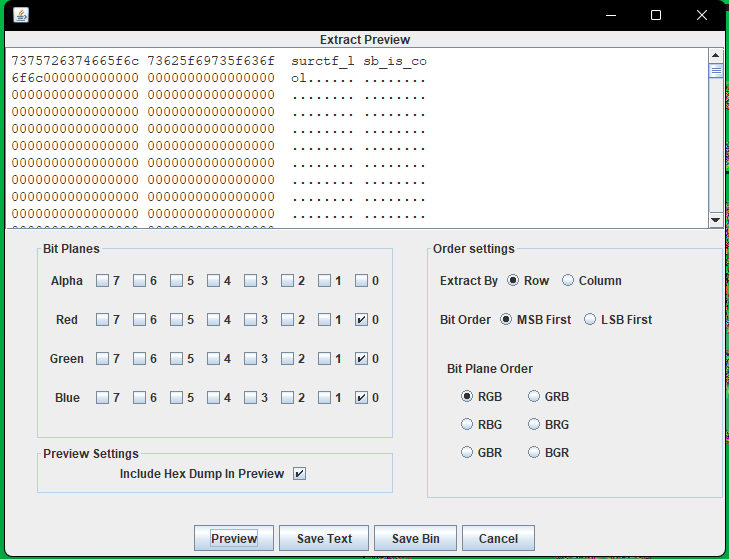 Extract Preview
7375726374665f6c 73625f69735f636f surctf_l sb_is_co
6f6c000000000000 0000000000000000 ol...... ........
0000000000000000 0000000000000000 ........ ........
0000000000000000 0000000000000000 ........ ........
0000000000000000 0000000000000000 ........ ........
0000000000000000 0000000000000000 ........ ........
0000000000000000 0000000000000000 ........ ........
0000000000000000 0000000000000000 ........ ........
0000000000000000 0000000000000000 ........ ........
0000000000000000 0000000000000000 ........ ........
Bit Planes
Alpha 7 6 5 4 3 2 1 0
Red 7 6 5 4 3 2 1 0
Green 7 6 5 4 3 2 1 0
Blue 7 6 5 4 3 2 1 0
Preview Settings
Include Hex Dump In Preview
Order settings
Extract By Row Column
Bit Order MSB First LSB First
Bit Plane Order
RGB GRB
RBG BRG
GBR BGR
Preview Save Text Save Bin Cancel